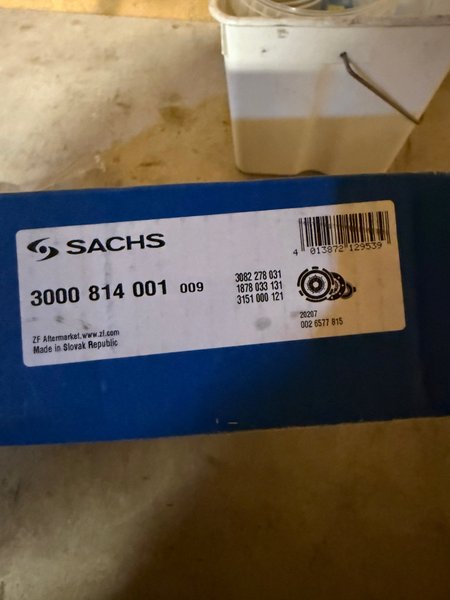 SACHS
4 013872 129539
3000 814 001 009
3082 278 031
1878 033 131
3151 000 121
ZF Aftermarket.www.zf.com
Made in Slovak Republic
20207
002 6577 815